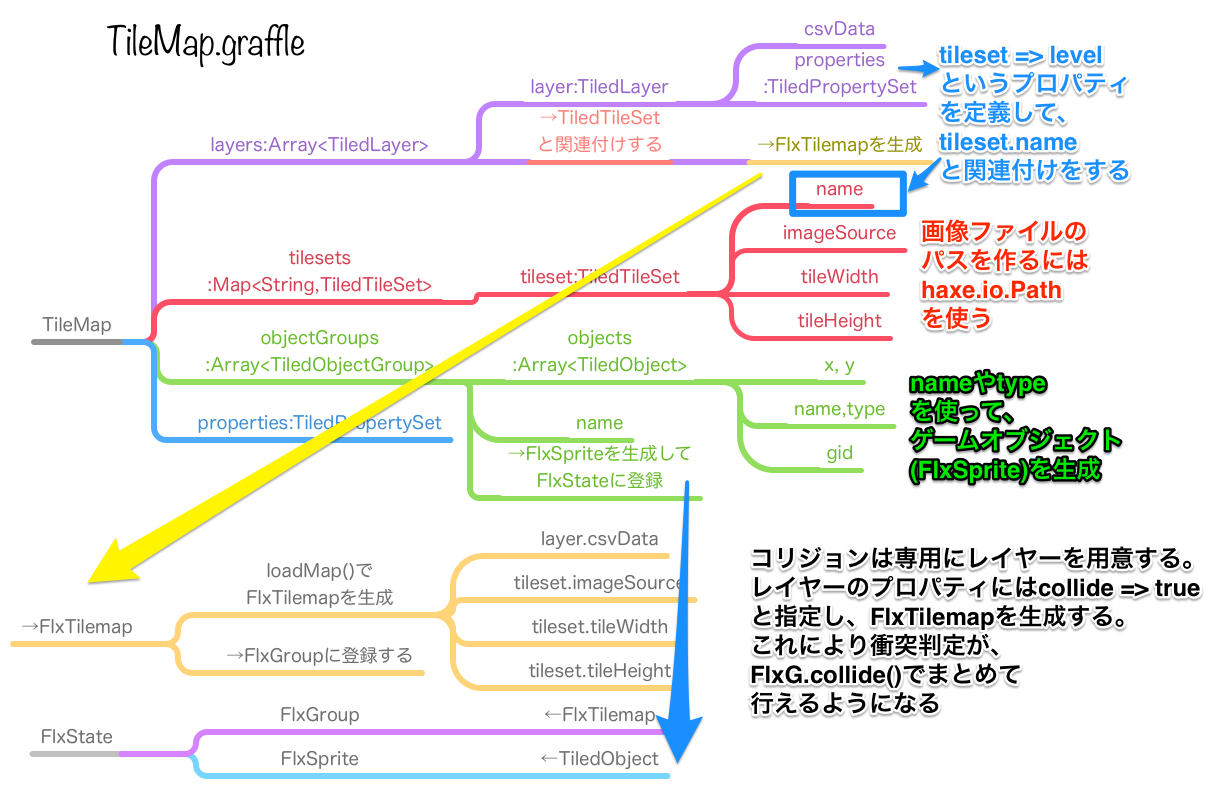 TileMap.graffle
csvData
properties
:TiledPropertySet
layer:TiledLayer
→TiledTileSet
と関連付けする
layers:Array<TiledLayer>
→FlxTilemapを生成
tileset => level
というプロパティ
を定義して、
tileset.name
と関連付けをする
name
imageSource
tileWidth
tileHeight
tilesets
:Map<String,TiledTileSet>
tileset:TiledTileSet
画像ファイルの
パスを作るには
haxe.io.Path
を使う
TileMap
objectGroups
:Array<TiledObjectGroup>
objects
:Array<TiledObject>
x, y
name,type
gid
nameやtype
を使って、
ゲームオブジェクト
(FlxSprite)を生成
properties:TiledPropertySet
name
→FlxSpriteを生成して
FlxStateに登録
layer.csvData
tileset.imageSource
tileset.tileWidth
tileset.tileHeight
loadMap()で
FlxTilemapを生成
→FlxTilemap
→FlxGroupに登録する
コリジョンは専用にレイヤーを用意する。
レイヤーのプロパティにはcollide => true
と指定し、FlxTilemapを生成する。
これにより衝突判定が、
FlxG.collide()でまとめて
行えるようになる
FlxState
FlxGroup
←FlxTilemap
FlxSprite
←TiledObject